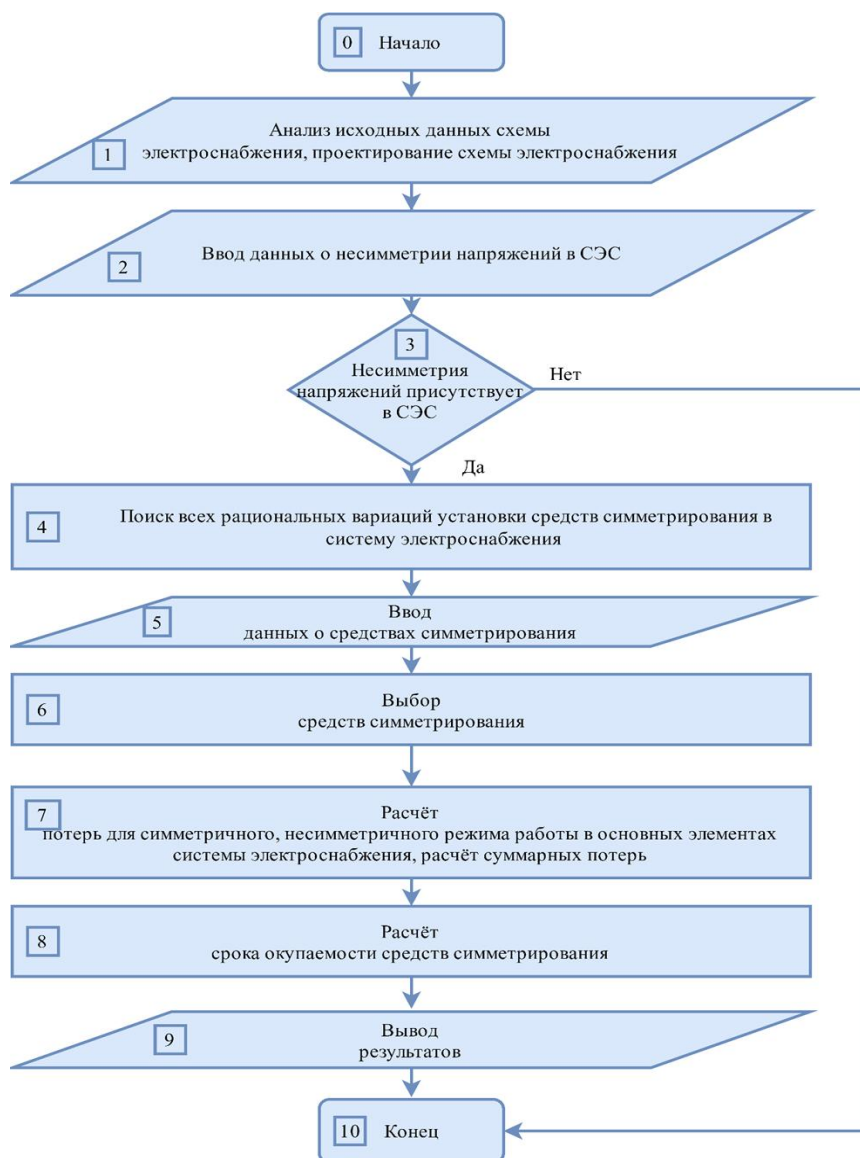 0 Начало
Анализ исходных данных схемы
1 электроснабжения, проектирование схемы электроснабжения
Ввод данных о несимметрии напряжений в СЭС
2
3
Несимметрия
напряжений присутствует
в СЭС
Нет
Да
4 Поиск всех рациональных вариаций установки средств симметрирования в
систему электроснабжения
5 Ввод
данных о средствах симметрирования
6 Выбор
средств симметрирования
7 Расчёт
потерь для симметричного, несимметричного режима работы в основных элементах
системы электроснабжения, расчёт суммарных потерь
8 Расчёт
срока окупаемости средств симметрирования
9 Вывод
результатов
10 Конец